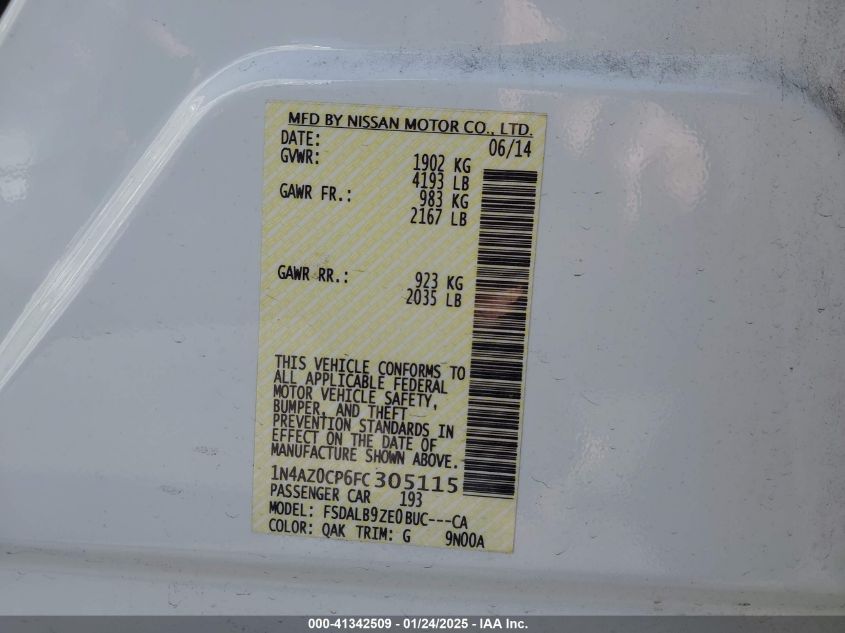 MFD BY NISSAN MOTOR CO., LTD.
DATE: 06/14
GVWR: 1902 KG
4193 LB
GAWR FR.: 983 KG
2167 LB
GAWR RR.: 923 KG
2035 LB
THIS VEHICLE CONFORMS TO
ALL APPLICABLE FEDERAL
MOTOR VEHICLE SAFETY,
BUMPER, AND THEFT
PREVENTION STANDARDS IN
EFFECT ON THE DATE OF
MANUFACTURE SHOWN ABOVE.
1N4AZ0CP6FC305115
PASSENGER CAR 193
MODEL: FSDALB9ZE0BUC---CA
COLOR: QAK TRIM: G 9N00A
000-41342509 — 01/24/2025 — IAA Inc.